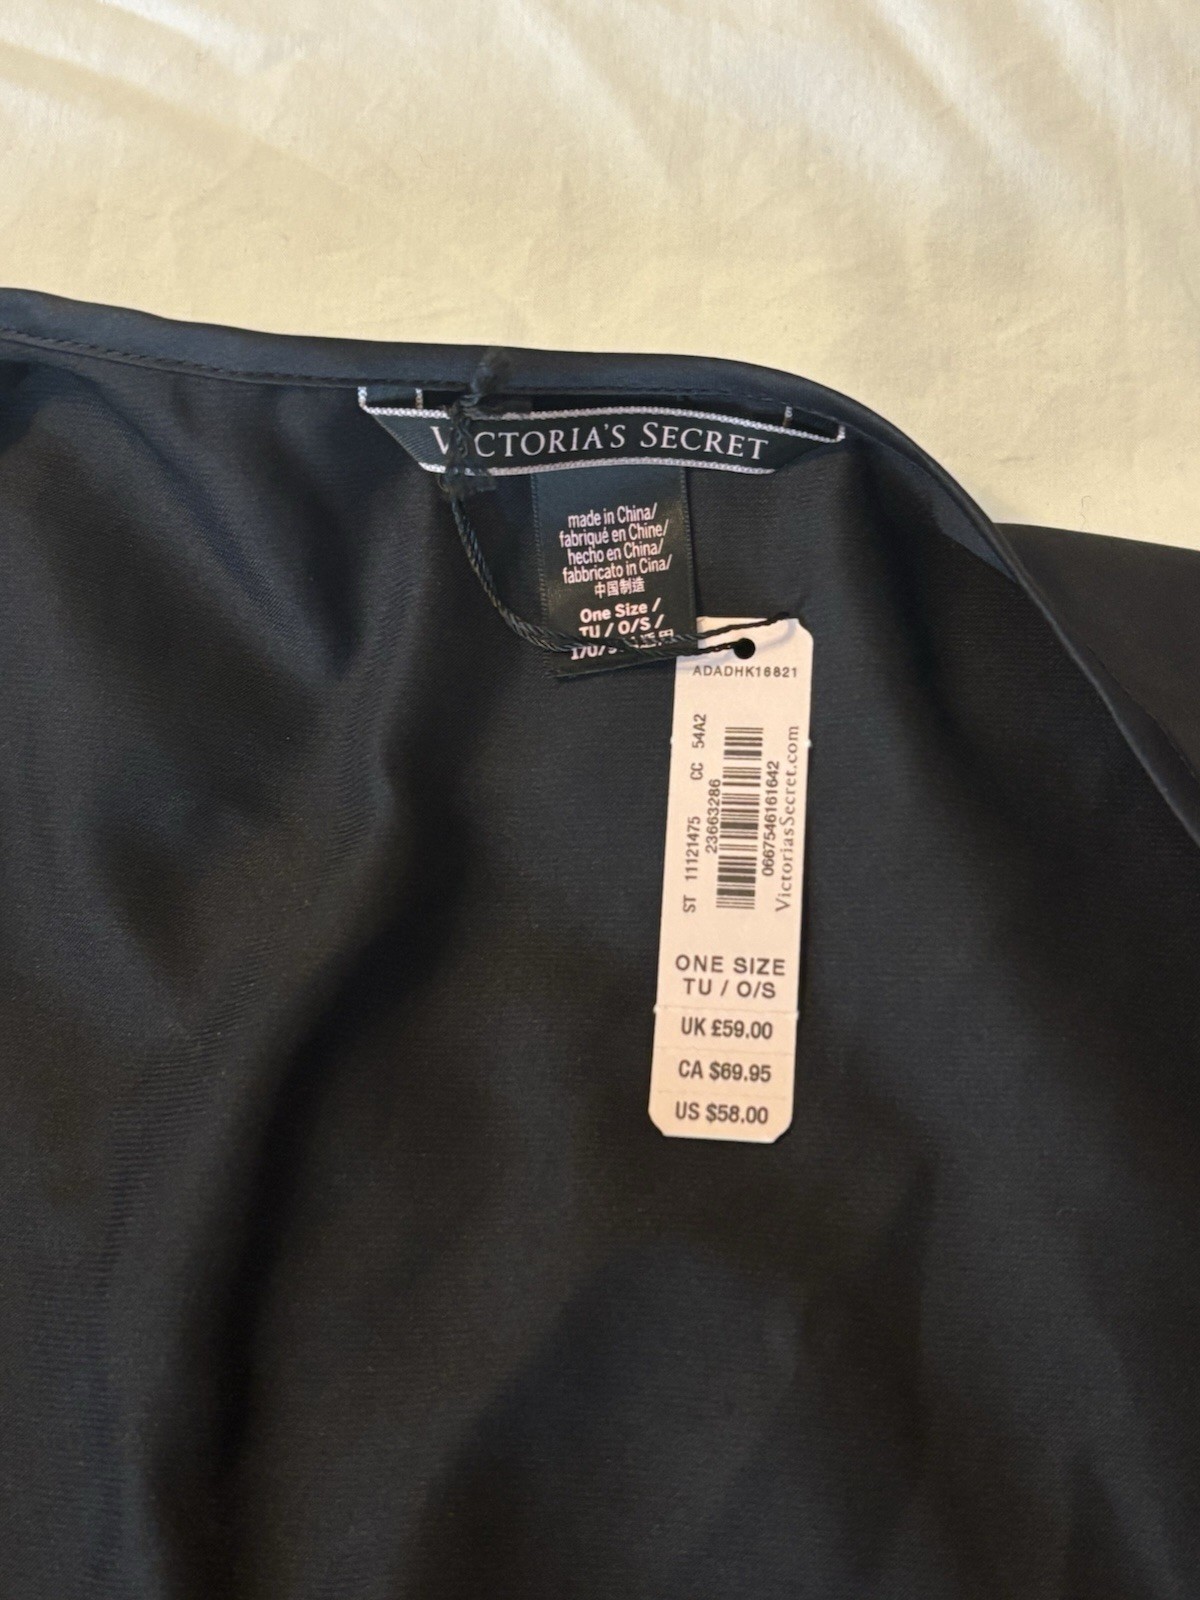 VICTORIA'S SECRET
made in China/
fabriqué en Chine/
hecho en China/
fabbricato in Cina/
中国制造
One Size /
TU / O/S /
ADADHK16821
ST 11121475 CC 54A2
23663286
0667546161642
VictoriasSecret.com
ONE SIZE
TU / O/S
UK £59.00
CA $69.95
US $58.00